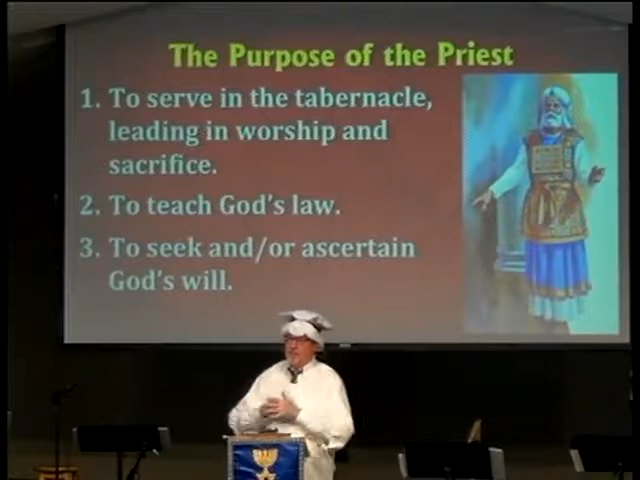 The Purpose of the Priest
1. To serve in the tabernacle,
leading in worship and
sacrifice.
2. To teach God's law.
3. To seek and/or ascertain
God's will.